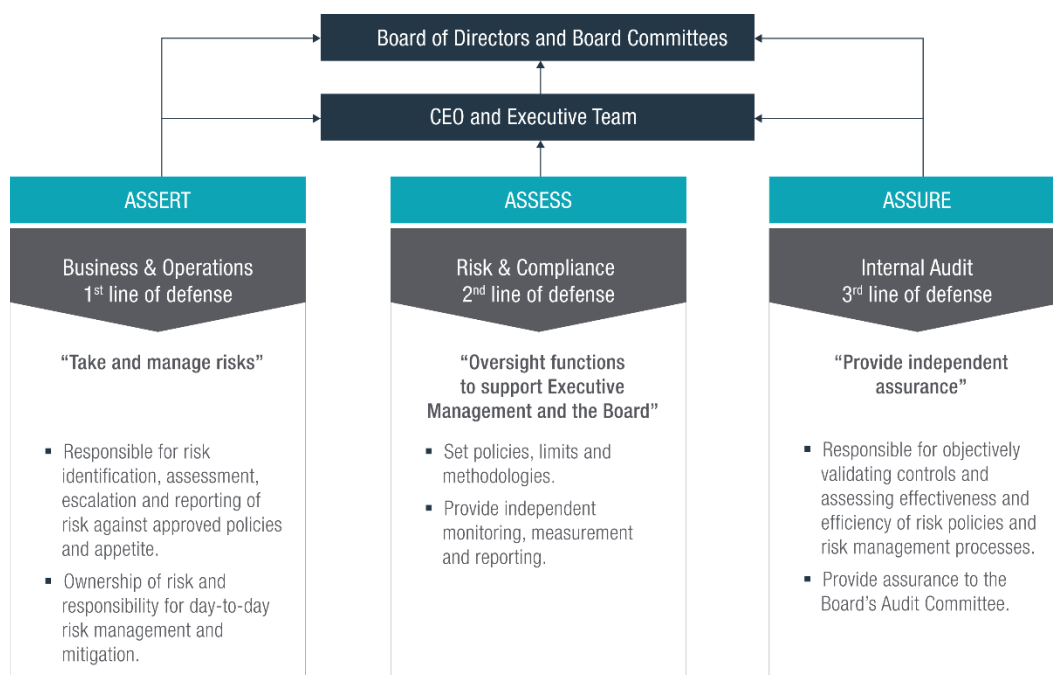 Board of Directors and Board Committees
CEO and Executive Team
ASSERT
Business & Operations
1st line of defense
“Take and manage risks”
▪ Responsible for risk
identification, assessment,
escalation and reporting of
risk against approved policies
and appetite.
▪ Ownership of risk and
responsibility for day-to-day
risk management and
mitigation.
ASSESS
Risk & Compliance
2nd line of defense
“Oversight functions
to support Executive
Management and the Board”
▪ Set policies, limits and
methodologies.
▪ Provide independent
monitoring, measurement
and reporting.
ASSURE
Internal Audit
3rd line of defense
“Provide independent
assurance”
▪ Responsible for objectively
validating controls and
assessing effectiveness and
efficiency of risk policies and
risk management processes.
▪ Provide assurance to the
Board’s Audit Committee.